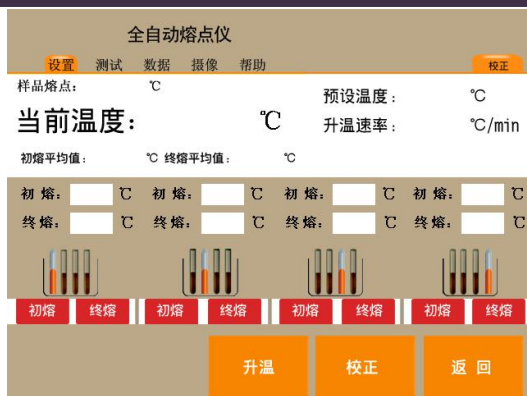 全自动熔点仪
设置 测试 数据 摄像 帮助 校正
样品熔点: ℃
预设温度: ℃
当前温度: ℃
升温速率: ℃/min
初熔平均值: ℃ 终熔平均值: ℃
初熔: ℃ 初熔: ℃ 初熔: ℃ 初熔: ℃
终熔: ℃ 终熔: ℃ 终熔: ℃ 终熔: ℃
初熔 终熔 初熔 终熔 初熔 终熔 初熔 终熔
升温 校正 返回